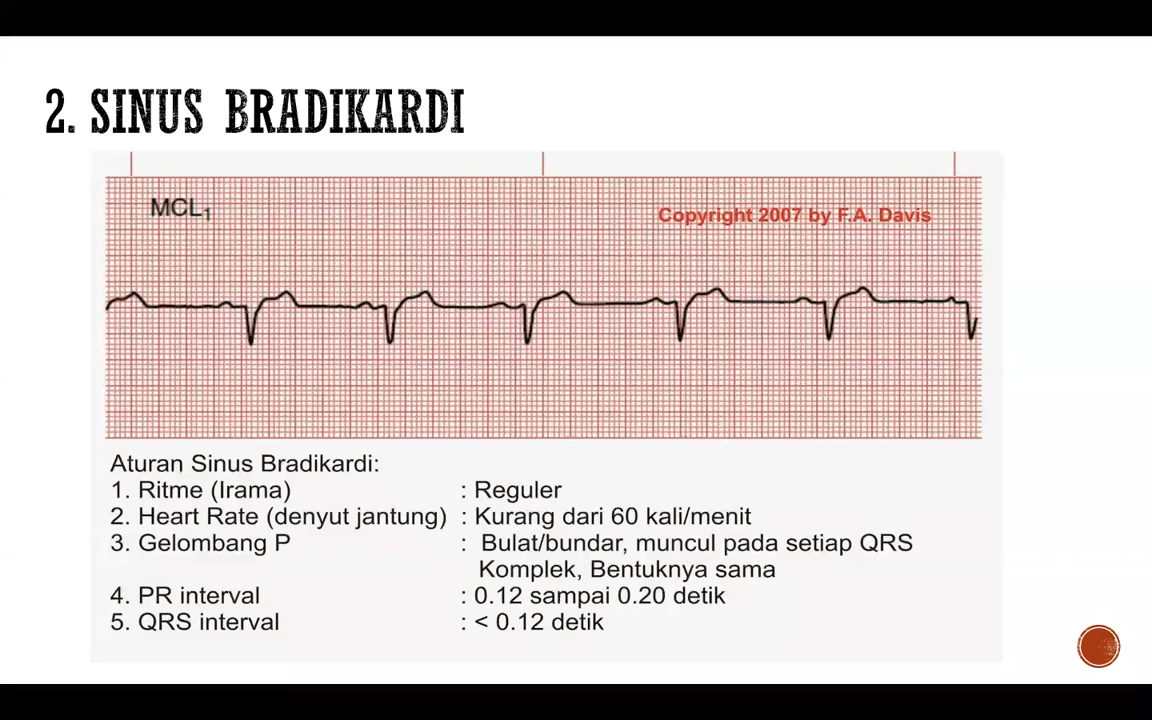 2. SINUS BRADIKARDI
MCL1
Copyright 2007 by F.A. Davis
Aturan Sinus Bradikardi:
1. Ritme (Irama) : Reguler
2. Heart Rate (denyut jantung) : Kurang dari 60 kali/menit
3. Gelombang P : Bulat/bundar, muncul pada setiap QRS
Komplek, Bentuknya sama
4. PR interval : 0.12 sampai 0.20 detik
5. QRS interval : < 0.12 detik